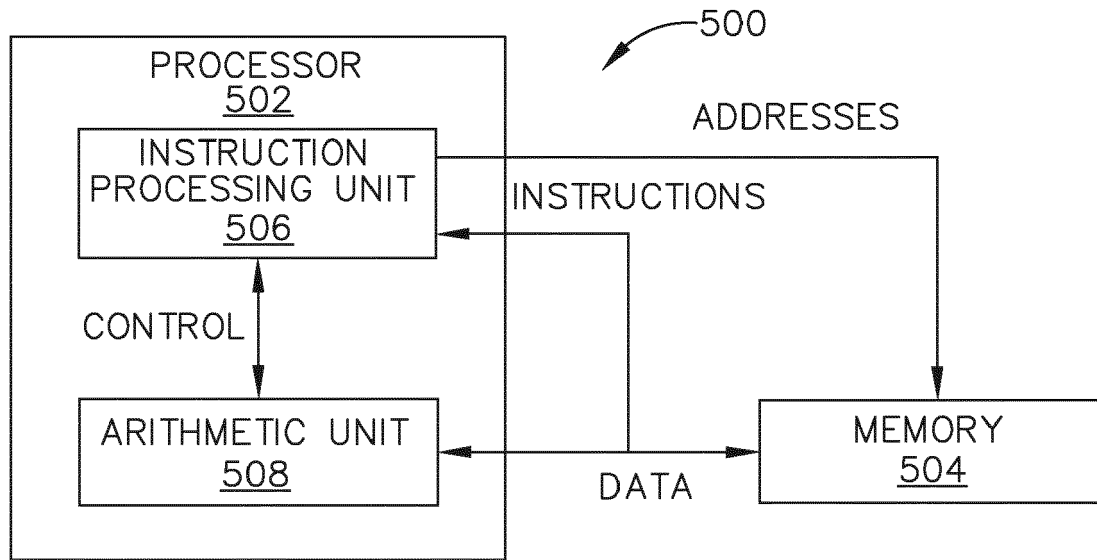 500
PROCESSOR
502
ADDRESSES
INSTRUCTION
PROCESSING UNIT
506
INSTRUCTIONS
CONTROL
ARITHMETIC UNIT
508
MEMORY
504
DATA